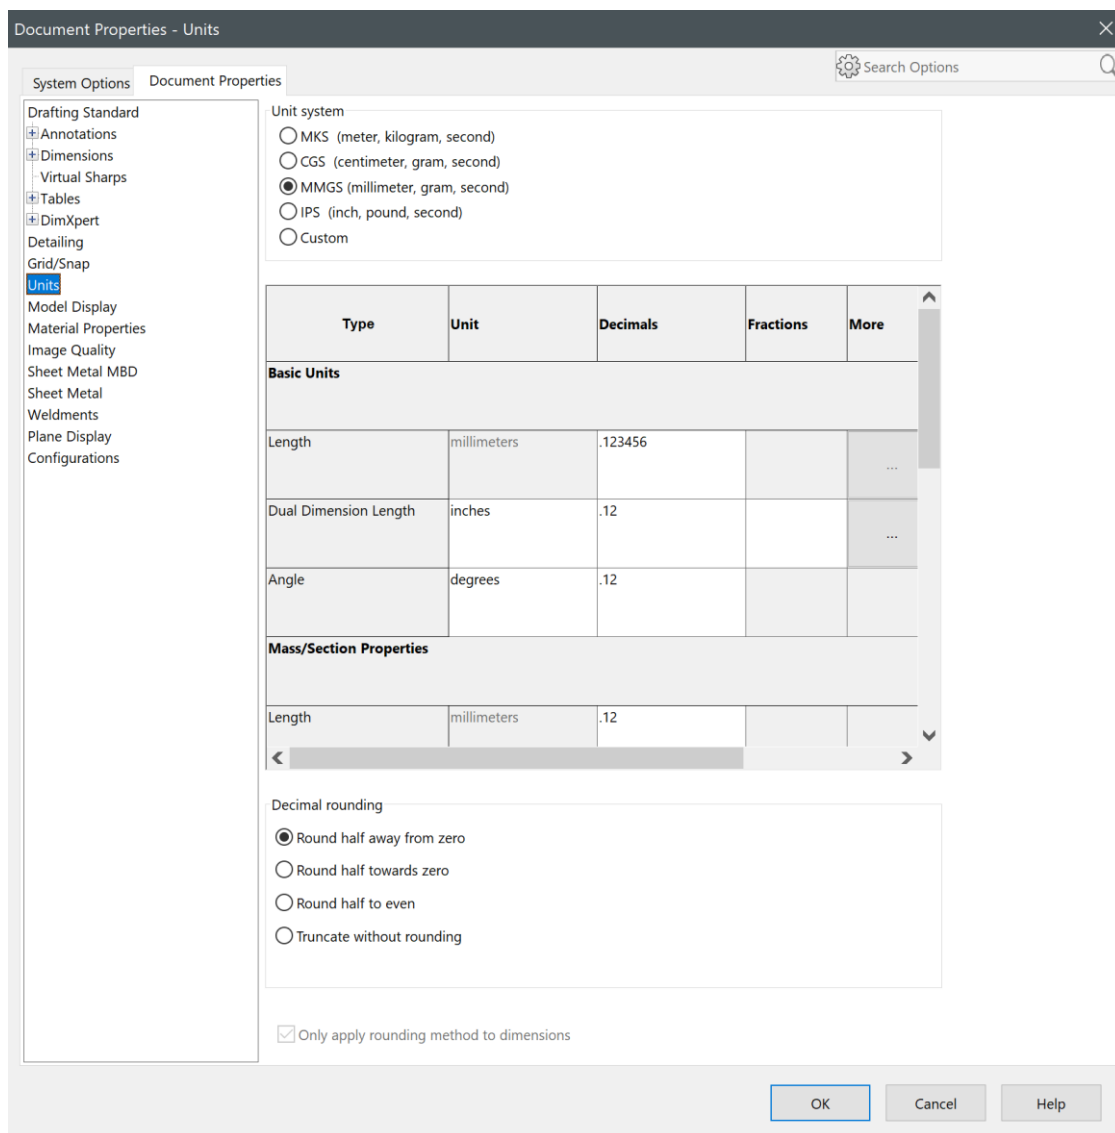 Document Properties - Units
Search Options
System Options
Document Properties
Drafting Standard
Annotations
Dimensions
Virtual Sharps
Tables
DimXpert
Detailing
Grid/Snap
Units
Model Display
Material Properties
Image Quality
Sheet Metal MBD
Sheet Metal
Weldments
Plane Display
Configurations
Unit system
MKS (meter, kilogram, second)
CGS (centimeter, gram, second)
MMGS (millimeter, gram, second)
IPS (inch, pound, second)
Custom
Type Unit Decimals Fractions More
Basic Units
Length millimeters .123456 ...
Dual Dimension Length inches .12 ...
Angle degrees .12
Mass/Section Properties
Length millimeters .12
Decimal rounding
Round half away from zero
Round half towards zero
Round half to even
Truncate without rounding
Only apply rounding method to dimensions
OK Cancel Help